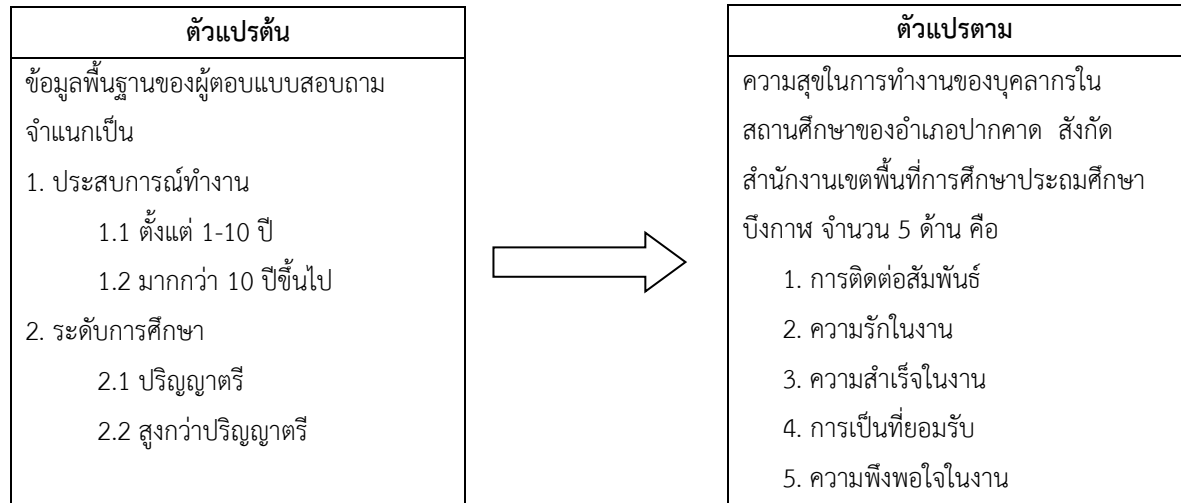 ตัวแปรต้น
ข้อมูลพื้นฐานของผู้ตอบแบบสอบถาม
จำแนกเป็น
1. ประสบการณ์ทำงาน
1.1 ตั้งแต่ 1-10 ปี
1.2 มากกว่า 10 ปีขึ้นไป
2. ระดับการศึกษา
2.1 ปริญญาตรี
2.2 สูงกว่าปริญญาตรี
ตัวแปรตาม
ความสุขในการทำงานของบุคลากรใน
สถานศึกษาของอำเภอปากคาด สังกัด
สำนักงานเขตพื้นที่การศึกษาประถมศึกษา
บึงกาฬ จำนวน 5 ด้าน คือ
1. การติดต่อสัมพันธ์
2. ความรักในงาน
3. ความสำเร็จในงาน
4. การเป็นที่ยอมรับ
5. ความพึงพอใจในงาน